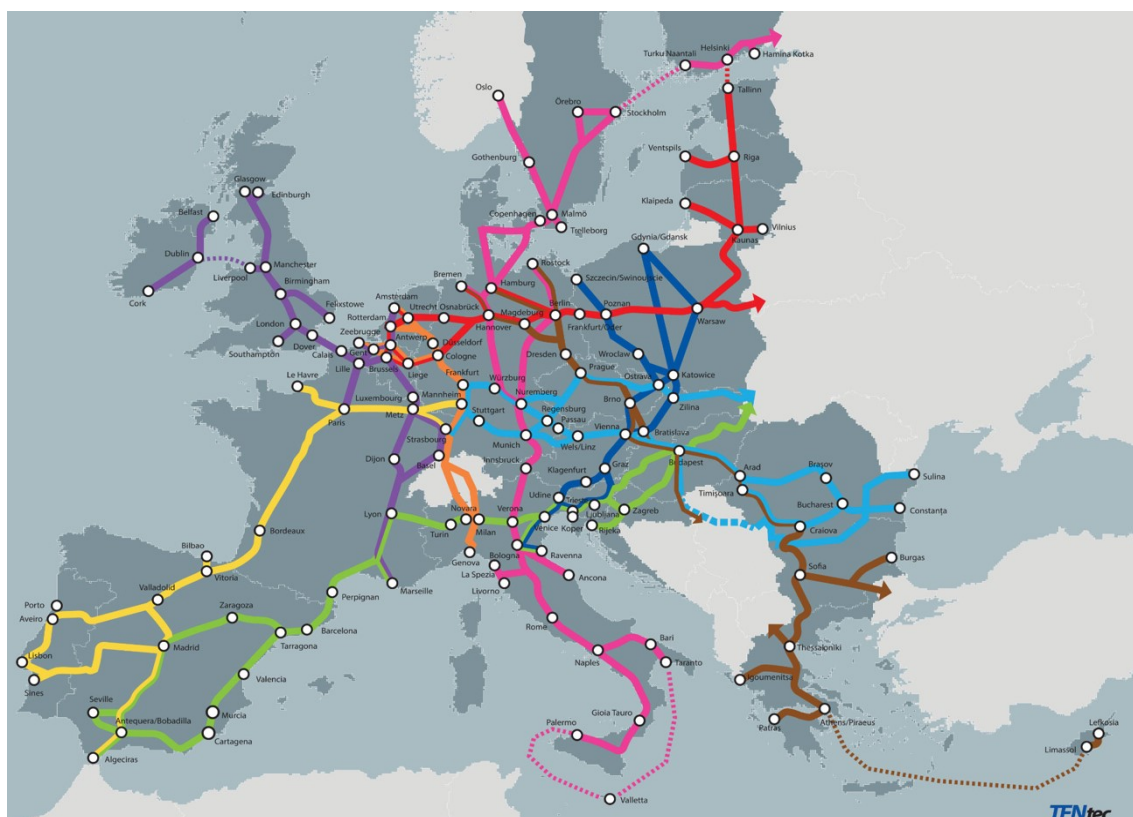 Helsinki
Turku Naantali
Hamina Kotka
Tallinn
Oslo
Örebro
Stockholm
Ventspils
Riga
Gothenburg
Glasgow
Edinburgh
Klaipeda
Belfast
Copenhagen
Malmö
Trelleborg
Vilnius
Kaunas
Gdynia/Gdansk
Dublin
Liverpool
Manchester
Rostock
Bremen
Hamburg
Szczecin/Swinoujscie
Cork
Birmingham
Felixstowe
Amsterdam
Utrecht
Osnabrück
Magdeburg
Berlin
Poznan
Rotterdam
Hannover
Frankfurt/Oder
Warsaw
London
Zeebrugge
Southampton
Dover
Calais
Gent
Antwerp
Düsseldorf
Cologne
Dresden
Wroclaw
Lille
Brussels
Liege
Frankfurt
Prague
Ostrava
Katowice
Le Havre
Würzburg
Luxembourg
Mannheim
Nuremberg
Brno
Zilina
Paris
Metz
Stuttgart
Regensburg
Passau
Strasbourg
Munich
Wels/Linz
Vienna
Bratislava
Dijon
Basel
Innsbruck
Budapest
Klagenfurt
Graz
Arad
Braşov
Sulina
Timişoara
Udine
Trieste
Bucharest
Constanţa
Lyon
Novara
Verona
Ljubljana
Zagreb
Turin
Milan
Venice
Koper
Rijeka
Craiova
Bordeaux
Genova
Bologna
Ravenna
Bilbao
Vitoria
La Spezia
Ancona
Burgas
Sofia
Livorno
Marseille
Perpignan
Valladolid
Porto
Aveiro
Zaragoza
Barcelona
Rome
Tarragona
Madrid
Bari
Thessalpniki
Lisbon
Naples
Taranto
Sines
Valencia
Igoumenitsa
Seville
Murcia
Gioia Tauro
Palermo
Patras
Athens/Piraeus
Antequera/Bobadilla
Cartagena
Lefkosia
Limassol
Algeciras
Valletta
TENtec